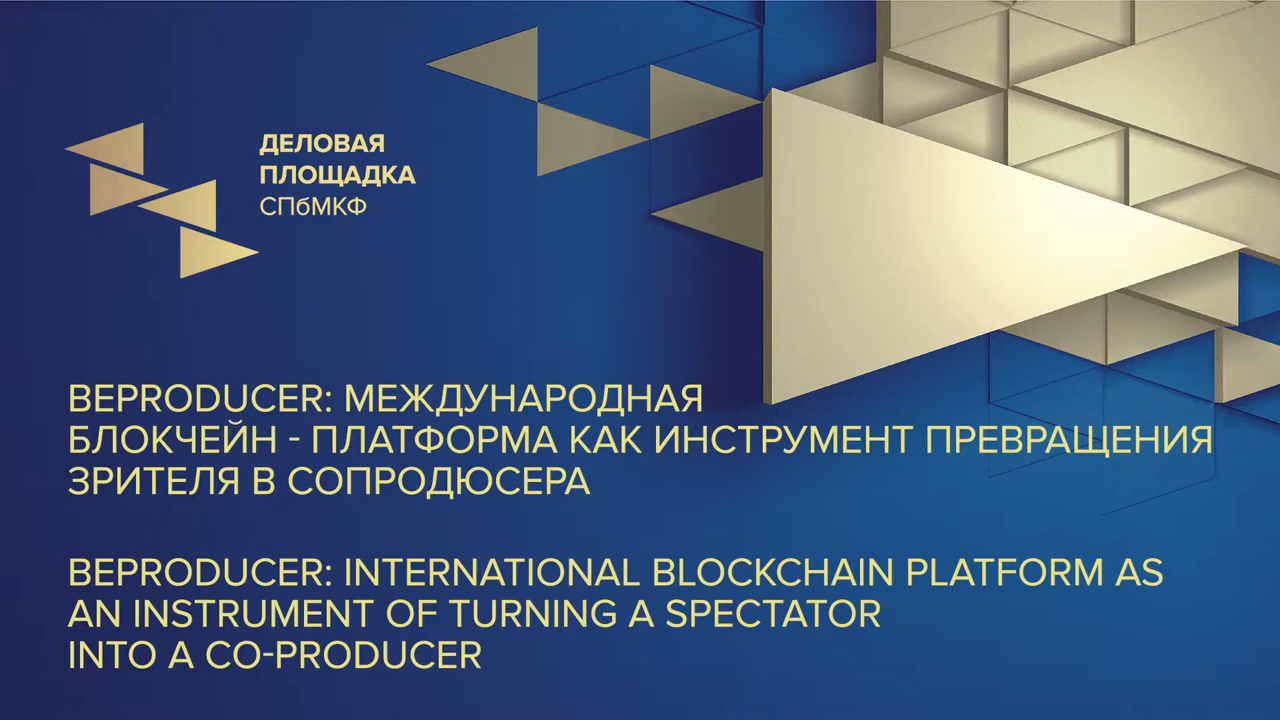 ДЕЛОВАЯ
ПЛОЩАДКА
СПбМКФ
BEPRODUCER: МЕЖДУНАРОДНАЯ
БЛОКЧЕЙН - ПЛАТФОРМА КАК ИНСТРУМЕНТ ПРЕВРАЩЕНИЯ
ЗРИТЕЛЯ В СОПРОДЮСЕРА
BEPRODUCER: INTERNATIONAL BLOCKCHAIN PLATFORM AS
AN INSTRUMENT OF TURNING A SPECTATOR
INTO A CO-PRODUCER